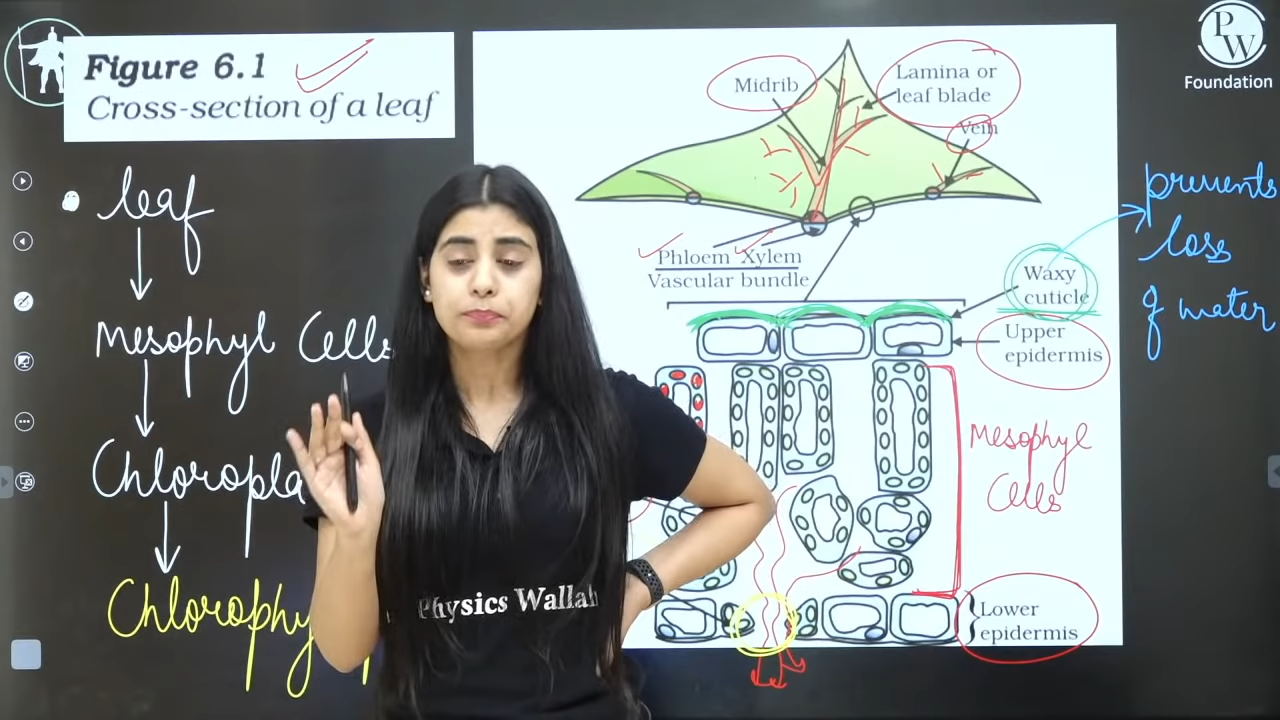 Figure 6.1
Cross-section of a leaf
PW
Foundation
Midrib
Lamina or
leaf blade
Vein
Phloem Xylem
Vascular bundle
Waxy
cuticle
Upper
epidermis
Lower
epidermis
prevents
loss
of water
leaf
Mesophyl Cells
Chloropla
Chlorophy
Mesophyl
Cells
Physics Wallah